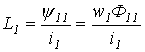 L₁ = ψ₁₁ / i₁ = w₁Φ₁₁ / i₁